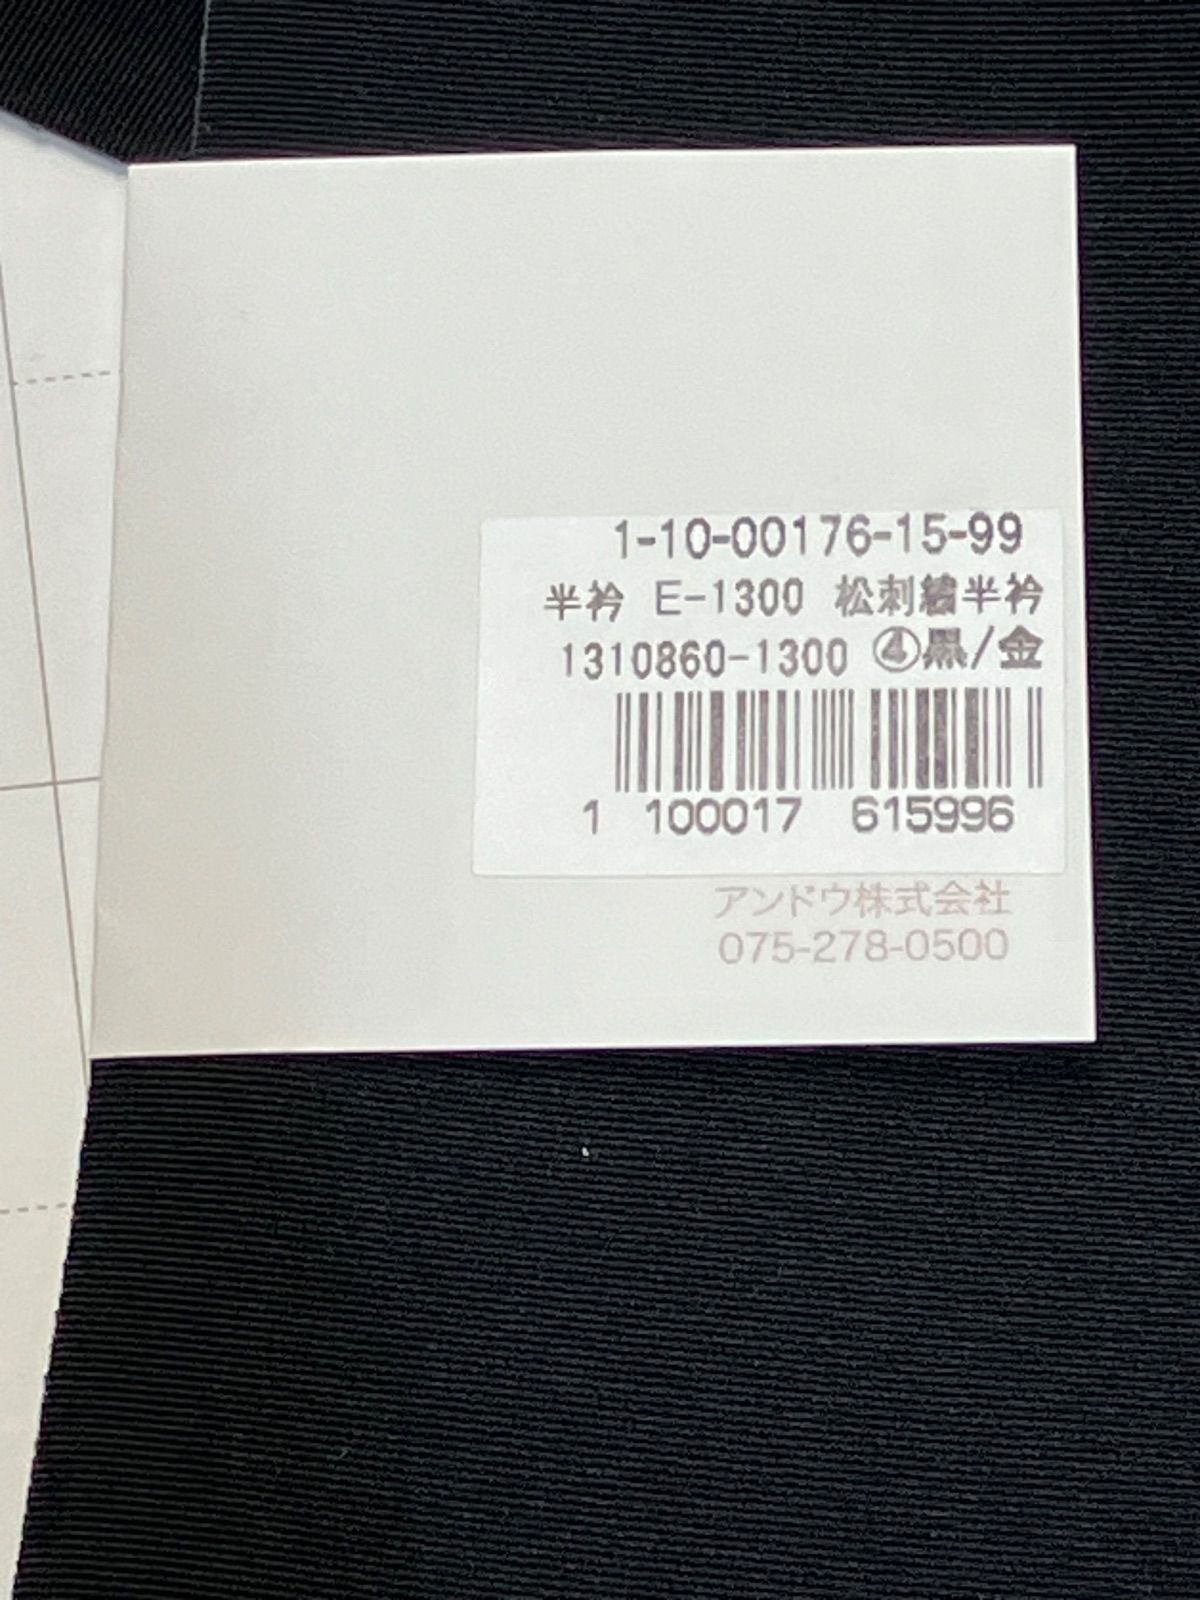 1-10-00176-15-99
半衿 E-1300 松刺繍半衿
1310860-1300 ④黒/金
1 100017 615996
アンドウ株式会社
075-278-0500